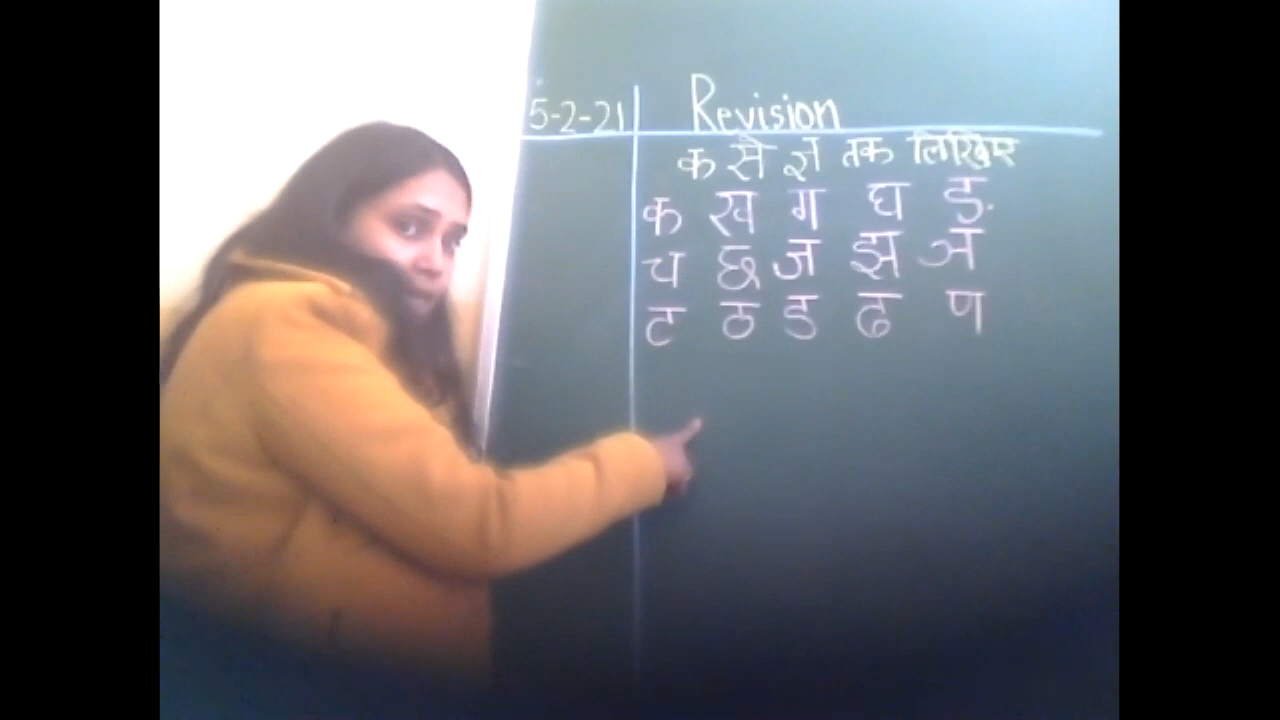 5-2-21 Revision
क से ज्ञ तक लिखिए
क ख ग घ ङ
च छ ज झ ञ
ट ठ ड ढ ण